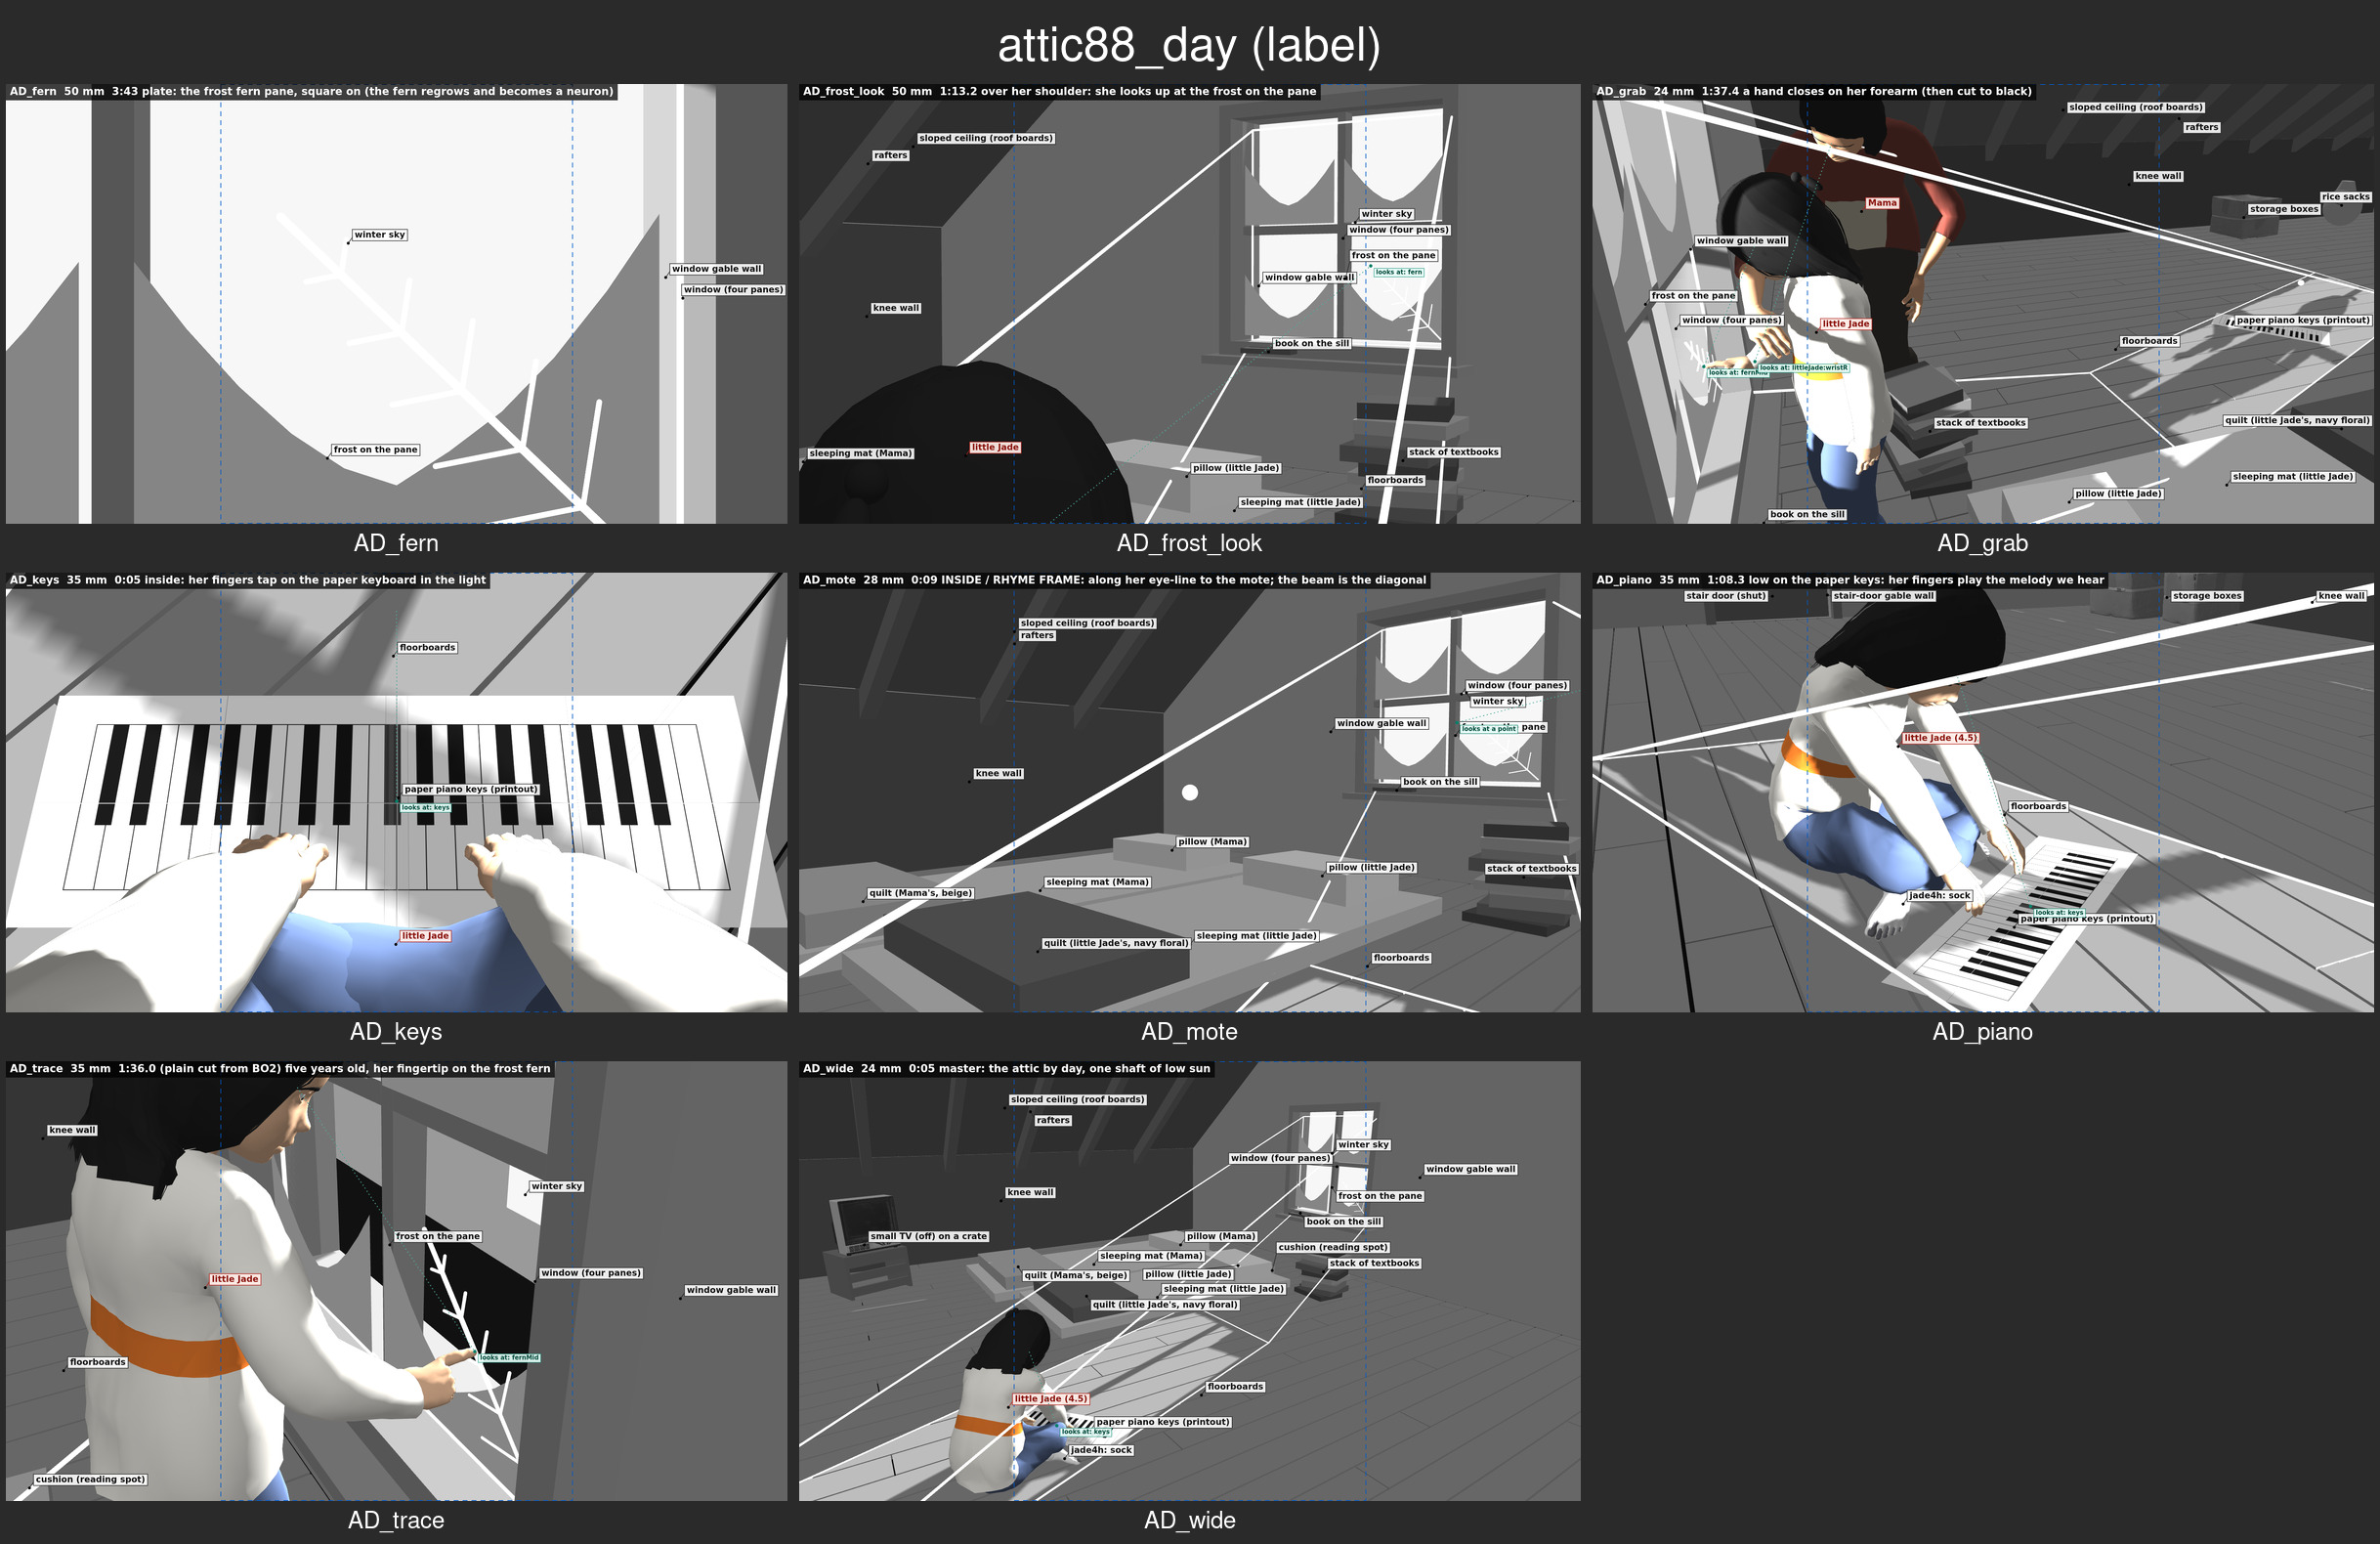 attic88_day (label)
AD_fern 50 mm 3:43 plate: the frost fern pane, square on (the fern regrows and becomes a neuron)
winter sky
window gable wall
window (four panes)
frost on the pane
AD_fern
AD_frost_look 50 mm 1:13.2 over her shoulder: she looks up at the frost on the pane
sloped ceiling (roof boards)
rafters
winter sky
window (four panes)
frost on the pane
looks at: fern
window gable wall
knee wall
book on the sill
little Jade
sleeping mat (Mama)
stack of textbooks
pillow (little Jade)
floorboards
sleeping mat (little Jade)
AD_frost_look
AD_grab 24 mm 1:37.4 a hand closes on her forearm (then cut to black)
sloped ceiling (roof boards)
rafters
knee wall
rice sacks
Mama
storage boxes
window gable wall
frost on the pane
window (four panes)
little Jade
paper piano keys (printout)
floorboards
looks at: littleJade:wristR
looks at: fernMid
stack of textbooks
quilt (little Jade's, navy floral)
sleeping mat (little Jade)
pillow (little Jade)
book on the sill
AD_grab
AD_keys 35 mm 0:05 inside: her fingers tap on the paper keyboard in the light
floorboards
paper piano keys (printout)
looks at: keys
little Jade
AD_keys
AD_mote 28 mm 0:09 INSIDE / RHYME FRAME: along her eye-line to the mote; the beam is the diagonal
sloped ceiling (roof boards)
rafters
window (four panes)
winter sky
window gable wall
pane
looks at a point
knee wall
book on the sill
pillow (Mama)
pillow (little Jade)
stack of textbooks
sleeping mat (Mama)
quilt (Mama's, beige)
sleeping mat (little Jade)
quilt (little Jade's, navy floral)
floorboards
AD_mote
AD_piano 35 mm 1:08.3 low on the paper keys: her fingers play the melody we hear
stair door (shut)
stair-door gable wall
storage boxes
knee wall
little Jade (4.5)
floorboards
jade4h: sock
looks at: keys
paper piano keys (printout)
AD_piano
AD_trace 35 mm 1:36.0 (plain cut from BO2) five years old, her fingertip on the frost fern
knee wall
winter sky
frost on the pane
little Jade
window (four panes)
window gable wall
floorboards
looks at: fernMid
cushion (reading spot)
AD_trace
AD_wide 24 mm 0:05 master: the attic by day, one shaft of low sun
sloped ceiling (roof boards)
rafters
winter sky
window (four panes)
window gable wall
knee wall
frost on the pane
book on the sill
small TV (off) on a crate
pillow (Mama)
cushion (reading spot)
sleeping mat (Mama)
stack of textbooks
quilt (Mama's, beige)
pillow (little Jade)
sleeping mat (little Jade)
quilt (little Jade's, navy floral)
floorboards
little Jade (4.5)
paper piano keys (printout)
looks at: keys
jade4h: sock
AD_wide